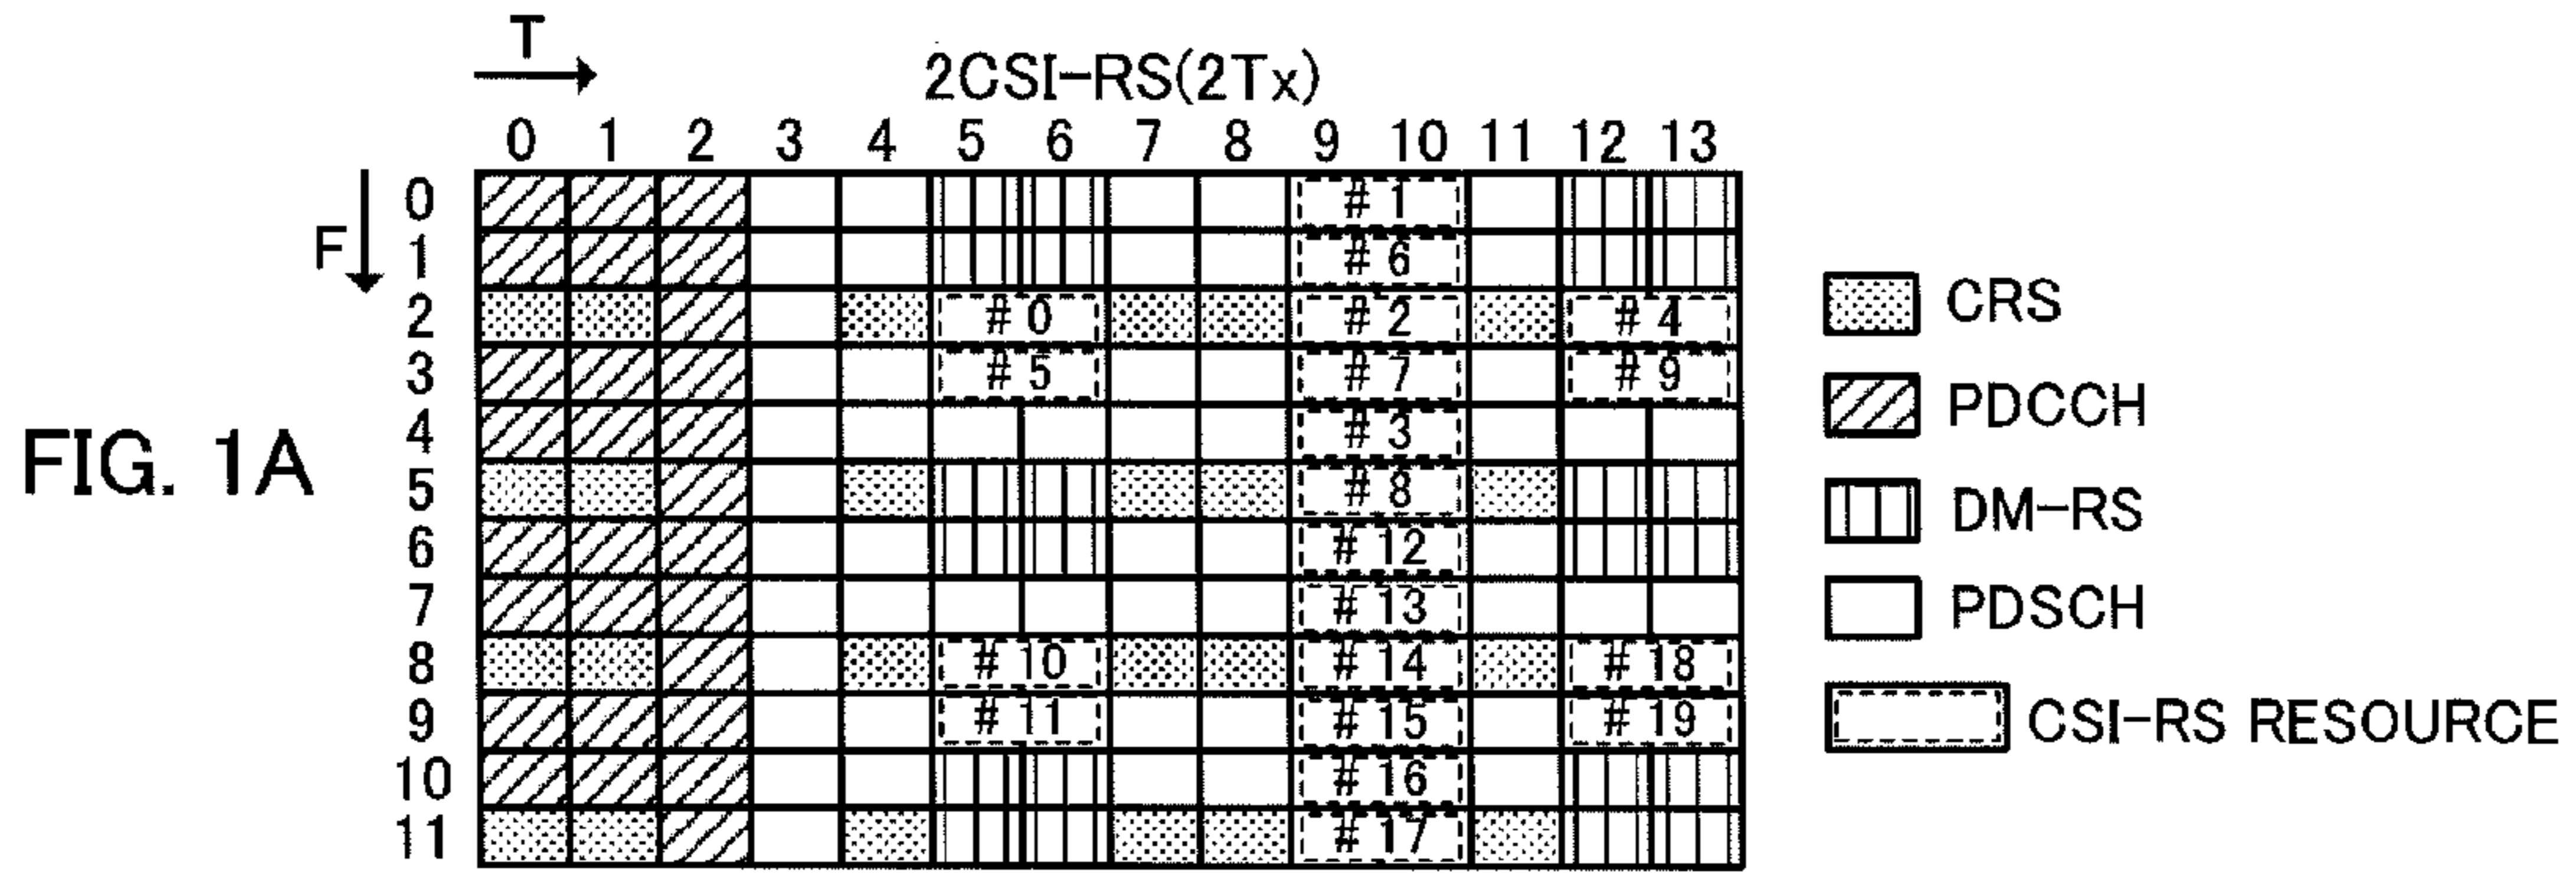 T
2CSI-RS(2Tx)
0 1 2 3 4 5 6 7 8 9 10 11 12 13
F
0 #1
1 #6
2 #0 #2 #4
3 #5 #7 #9
4 #3
5 #8
6 #12
7 #13
8 #10 #14 #18
9 #11 #15 #19
10 #16
11 #17
FIG. 1A
CRS
PDCCH
DM-RS
PDSCH
CSI-RS RESOURCE